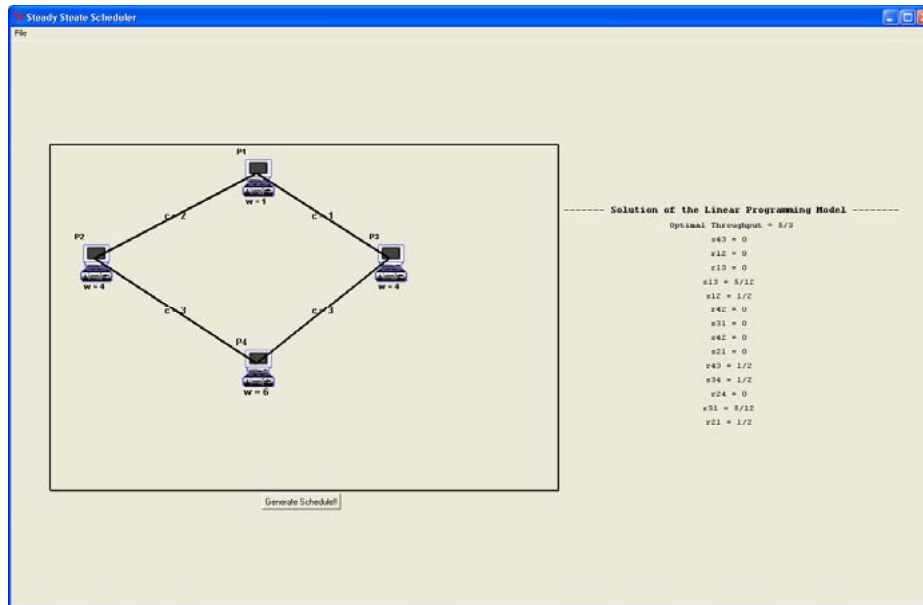 Steady Steate Scheduler
File
P1
w = 1
c = 2
c = 1
P2
w = 4
P3
w = 4
c = 3
c = 3
P4
w = 6
Generate Schedule!!
------- Solution of the Linear Programming Model --------
Optimal Throughput = 5/3
s43 = 0
r12 = 0
r13 = 0
s13 = 5/12
s12 = 1/2
r42 = 0
s31 = 0
s42 = 0
s21 = 0
r43 = 1/2
s34 = 1/2
r24 = 0
r31 = 5/12
r21 = 1/2